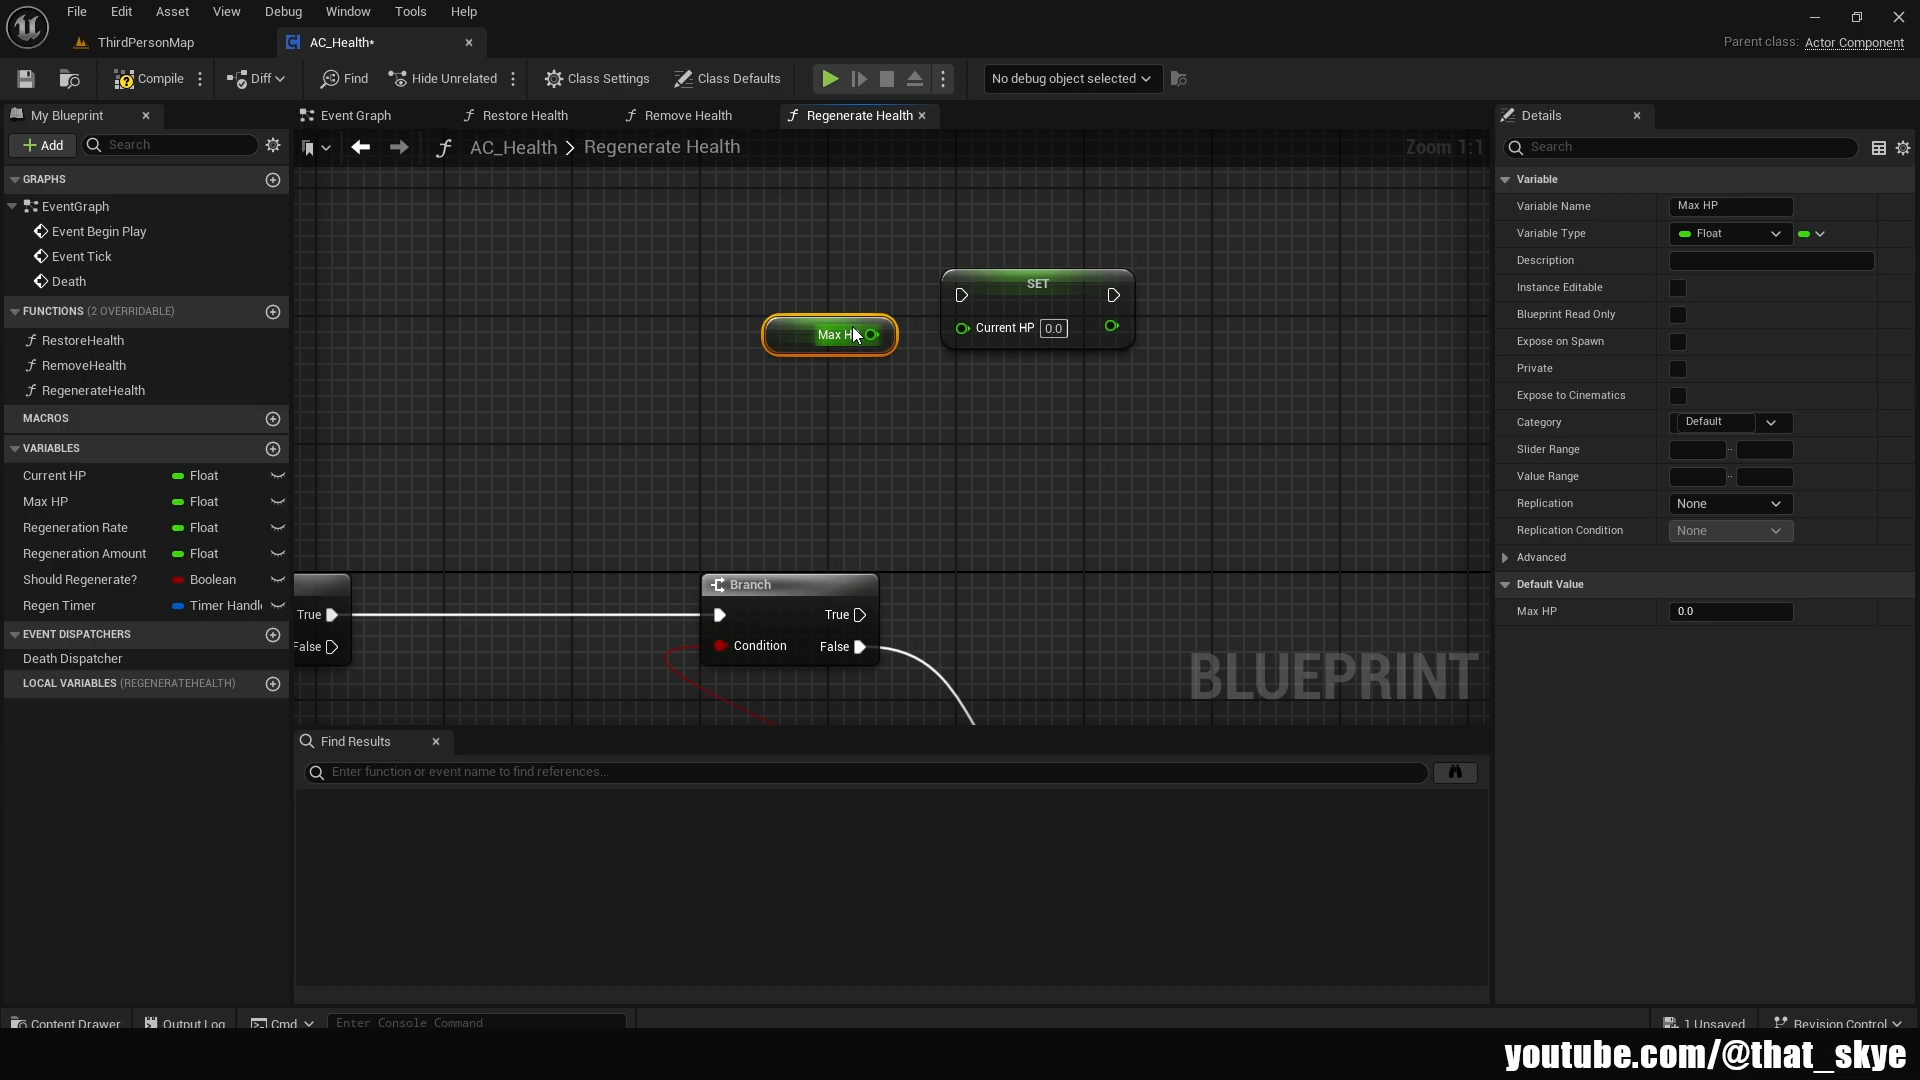 File Edit Asset View Debug Window Tools Help
ThirdPersonMap
AC_Health*
Parent class: Actor Component
Compile
Diff
Find
Hide Unrelated
Class Settings
Class Defaults
No debug object selected
My Blueprint
Event Graph
Restore Health
Remove Health
Regenerate Health
Details
Add
Search
AC_Health > Regenerate Health
Zoom 1:1
Search
GRAPHS
EventGraph
Event Begin Play
Event Tick
Death
FUNCTIONS (2 OVERRIDABLE)
RestoreHealth
RemoveHealth
RegenerateHealth
MACROS
VARIABLES
Current HP Float
Max HP Float
Regeneration Rate Float
Regeneration Amount Float
Should Regenerate? Boolean
Regen Timer Timer Handl
EVENT DISPATCHERS
Death Dispatcher
LOCAL VARIABLES (REGENERATEHEALTH)
SET
Current HP 0.0
Max H
True
False
Branch
True
Condition
False
BLUEPRINT
Find Results
Enter function or event name to find references...
Variable
Variable Name Max HP
Variable Type Float
Description
Instance Editable
Blueprint Read Only
Expose on Spawn
Private
Expose to Cinematics
Category Default
Slider Range
Value Range
Replication None
Replication Condition None
Advanced
Default Value
Max HP 0.0
Content Drawer
Output Log
Cmd
Enter Console Command
1 Unsaved
Revision Control
youtube.com/@that_skye